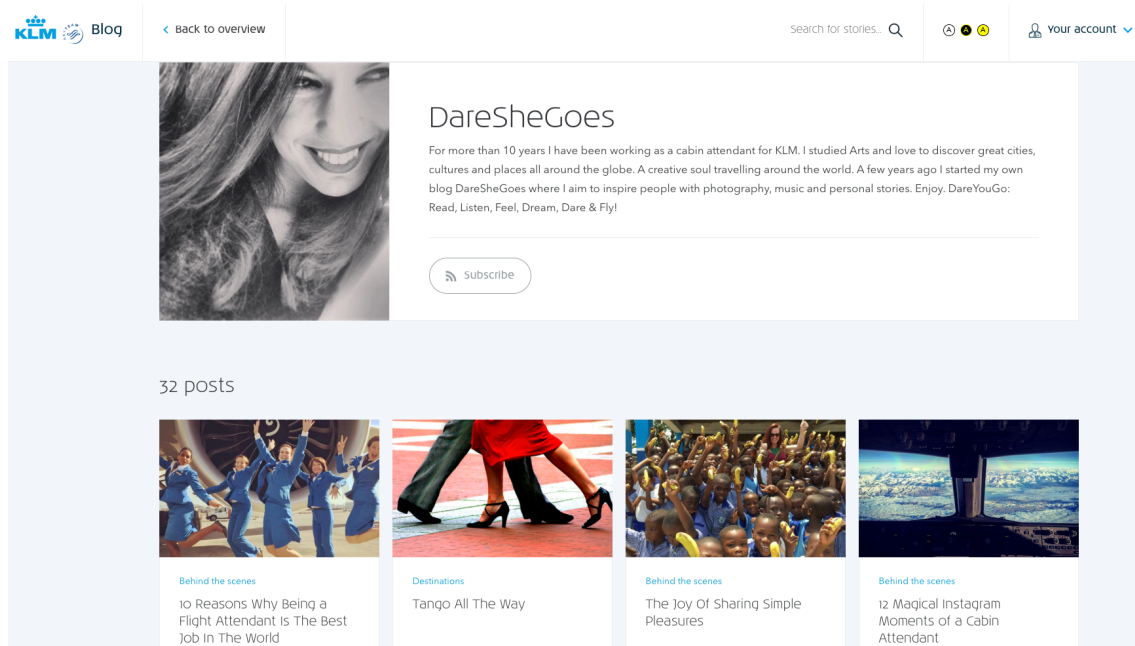 KLM
Blog
Back to overview
Search for stories...
A A A
Your account
DareSheGoes
For more than 10 years I have been working as a cabin attendant for KLM. I studied Arts and love to discover great cities,
cultures and places all around the globe. A creative soul travelling around the world. A few years ago I started my own
blog DareSheGoes where I aim to inspire people with photography, music and personal stories. Enjoy. DareYouGo:
Read, Listen, Feel, Dream, Dare & Fly!
Subscribe
32 posts
Behind the scenes
10 Reasons Why Being a
Flight Attendant Is The Best
Job In The World
Destinations
Tango All The Way
Behind the scenes
The Joy Of Sharing Simple
Pleasures
Behind the scenes
12 Magical Instagram
Moments of a Cabin
Attendant